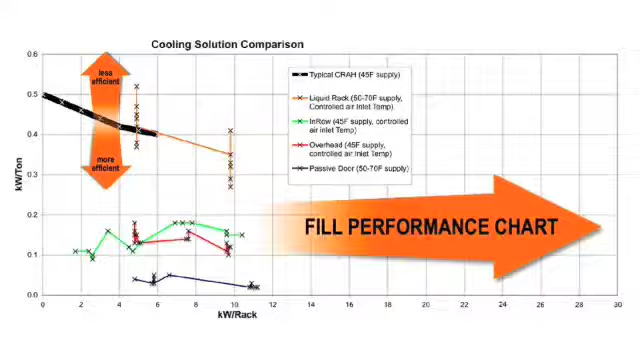 Cooling Solution Comparison
0.6
0.5
0.4
0.3
0.2
0.1
0.0
kW/Ton
less
efficient
more
efficient
Typical CRAH (45F supply)
Liquid Rack (50-70F supply,
Controlled air Inlet Temp)
InRow (45F supply, controlled
air inlet Temp)
Overhead (45F supply,
controlled air Inlet Temp)
Passive Door (50-70F supply)
FILL PERFORMANCE CHART
0 2 4 6 8 10 12 14 16 18 20 22 24 26 28 30
kW/Rack